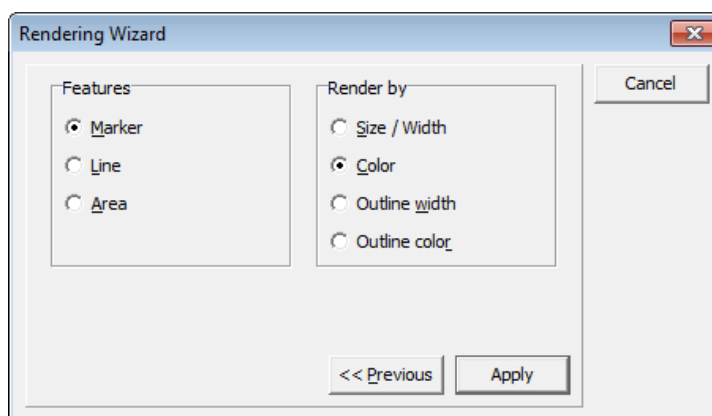 Rendering Wizard
Cancel
Features
Marker
Line
Area
Render by
Size / Width
Color
Outline width
Outline color
<< Previous
Apply